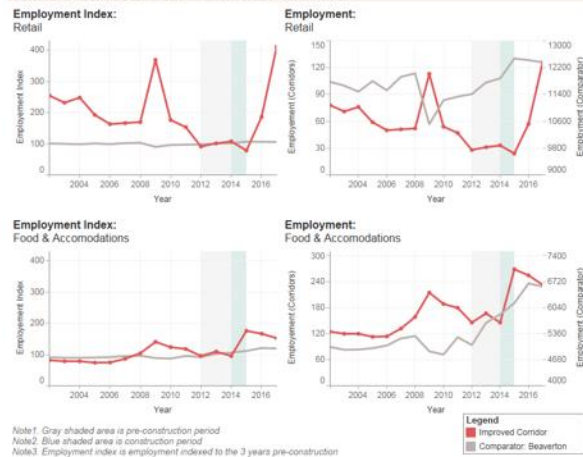 Employment Index:
Retail
400
300
200
100
0
Employement Index
2004 2006 2008 2010 2012 2014 2016
Year
Employment:
Retail
150
120
90
60
30
0
Employement (Corridors)
13000
12200
11400
10600
9800
9000
Employement (Comparator)
2004 2006 2008 2010 2012 2014 2016
Year
Employment Index:
Food & Accomodations
400
300
200
100
0
Employement Index
2004 2006 2008 2010 2012 2014 2016
Year
Employment:
Food & Accomodations
300
240
180
120
60
0
Employement (Corridors)
7400
6720
6040
5360
4680
4000
Employement (Comparator)
2004 2006 2008 2010 2012 2014 2016
Year
Note1. Gray shaded area is pre-construction period
Note2. Blue shaded area is construction period
Note3. Employment index is employment indexed to the 3 years pre-construction
Legend
Improved Corridor
Comparator: Beaverton